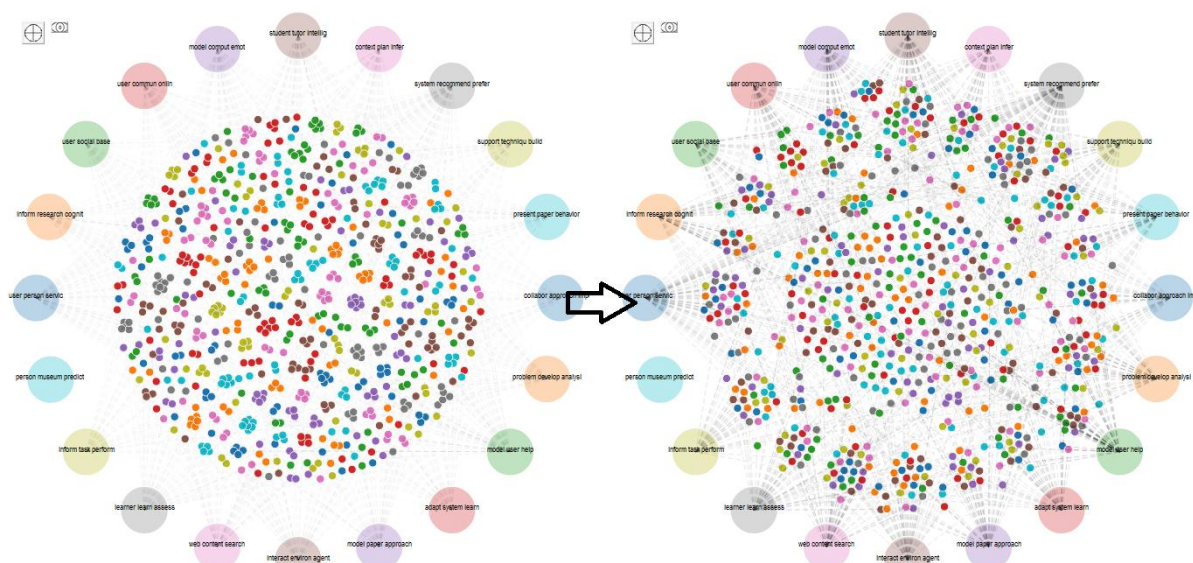 student tutor intellig
model comput emot
context plan infer
user commun onlin
system recommend prefer
user social base
support techniqu build
inform research cognit
present paper behavior
user person servic
collabor approach
person museum predict
problem develop analysi
inform task perform
model user help
learner learn assess
adapt system learn
web content search
model paper approach
interact environ agent
student tutor intellig
model comput emot
context plan infer
user commun onlin
system recommend prefer
user social base
support techniqu build
inform research cognit
present paper behavior
user person servic
collabor approach
person museum predict
problem develop analysi
inform task perform
model user help
learner learn assess
adapt system learn
web content search
model paper approach
interact environ agent